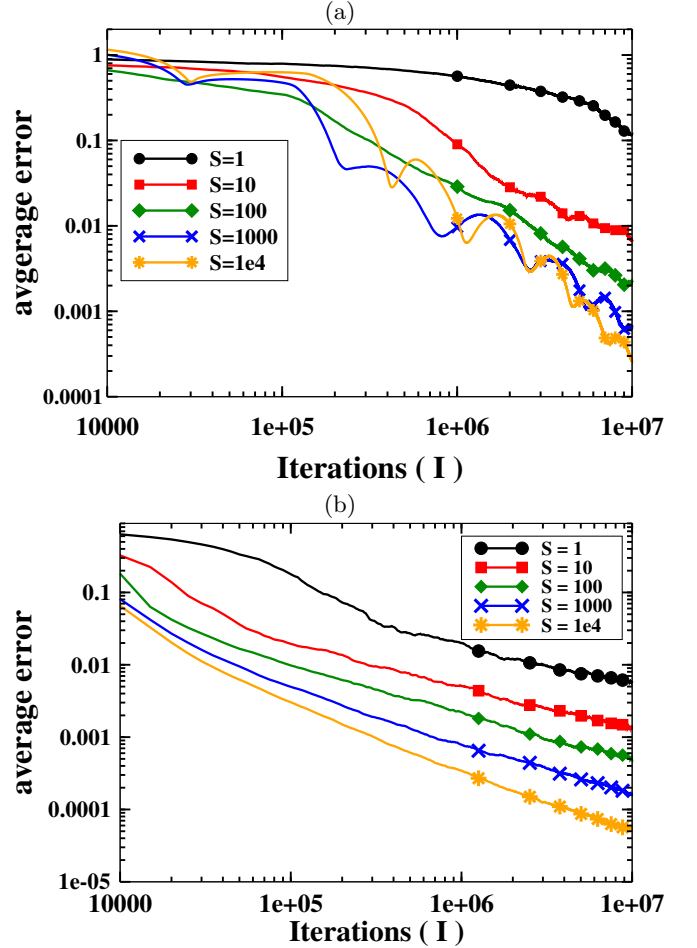 (a)
1
0.1
0.01
0.001
0.0001
avgerage error
S=1
S=10
S=100
S=1000
S=1e4
10000
1e+05
1e+06
1e+07
Iterations ( I )
(b)
0.1
0.01
0.001
0.0001
1e-05
average error
S = 1
S = 10
S = 100
S = 1000
S = 1e4
10000
1e+05
1e+06
1e+07
Iterations ( I )